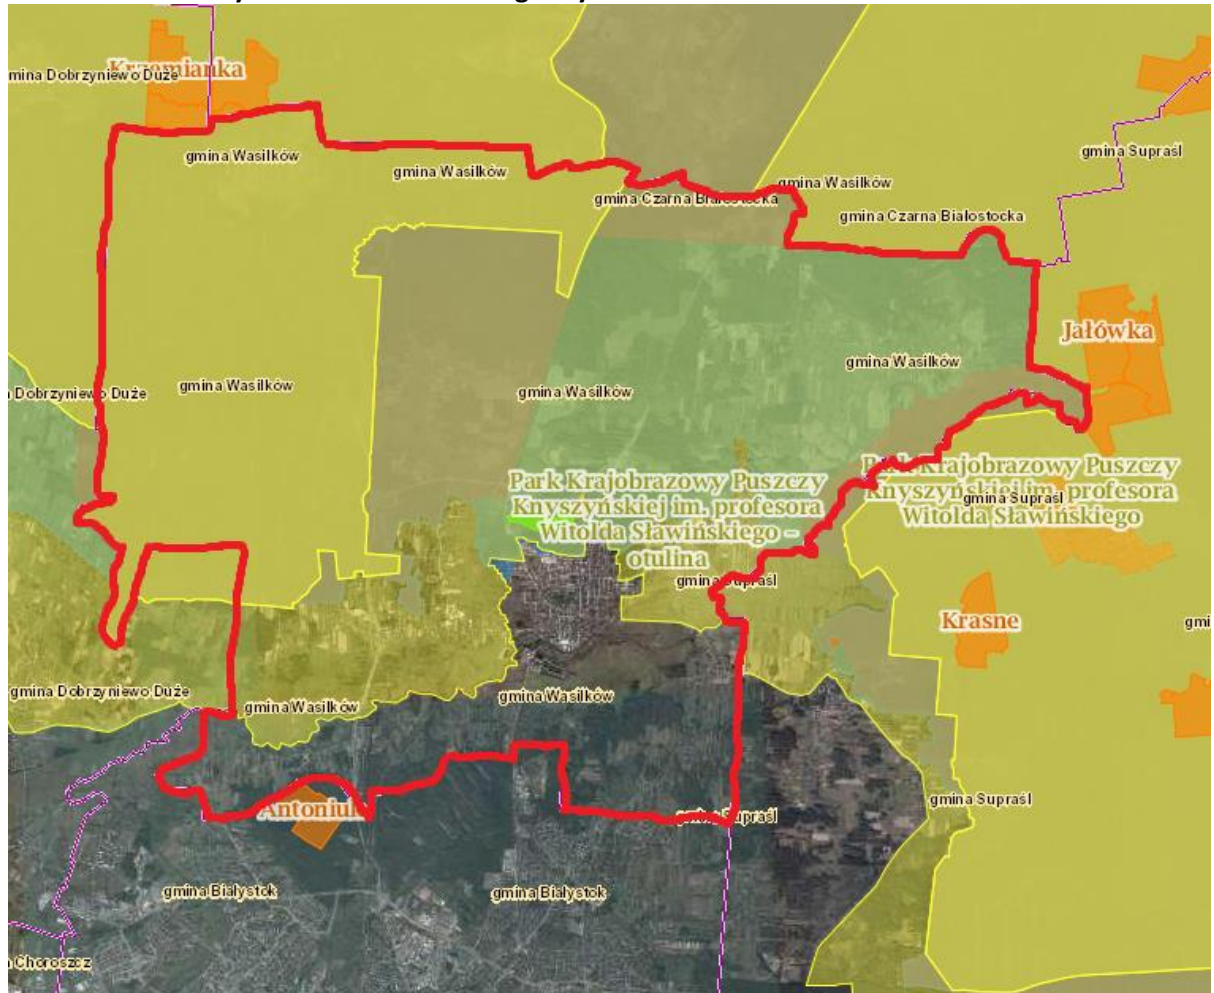 Krzemianka
mina Dobrzyniewo Duże
gmina Supraśl
gmina Wasilków
gmina Wasilków
gmina Wasilków
gmina Czarna Białostocka
gmina Czarna Białostocka
Jałówka
gmina Wasilków
gmina Wasilków
gmina Wasilków
Dobrzyniewo Duże
Park Krajobrazowy Puszczy
Knyszyńskiej im. profesora
Witolda Sławińskiego –
otulina
Park Krajobrazowy Puszczy
Knyszyńskiej im. profesora
Witolda Sławińskiego
gmina Supraśl
gmina Supraśl
Krasne
gmi
gmina Dobrzyniewo Duże
gmina Wasilków
gmina Wasilków
gmina Supraśl
Antoniuk
gmina Supraśl
gmina Białystok
gmina Białystok
Choroszcz